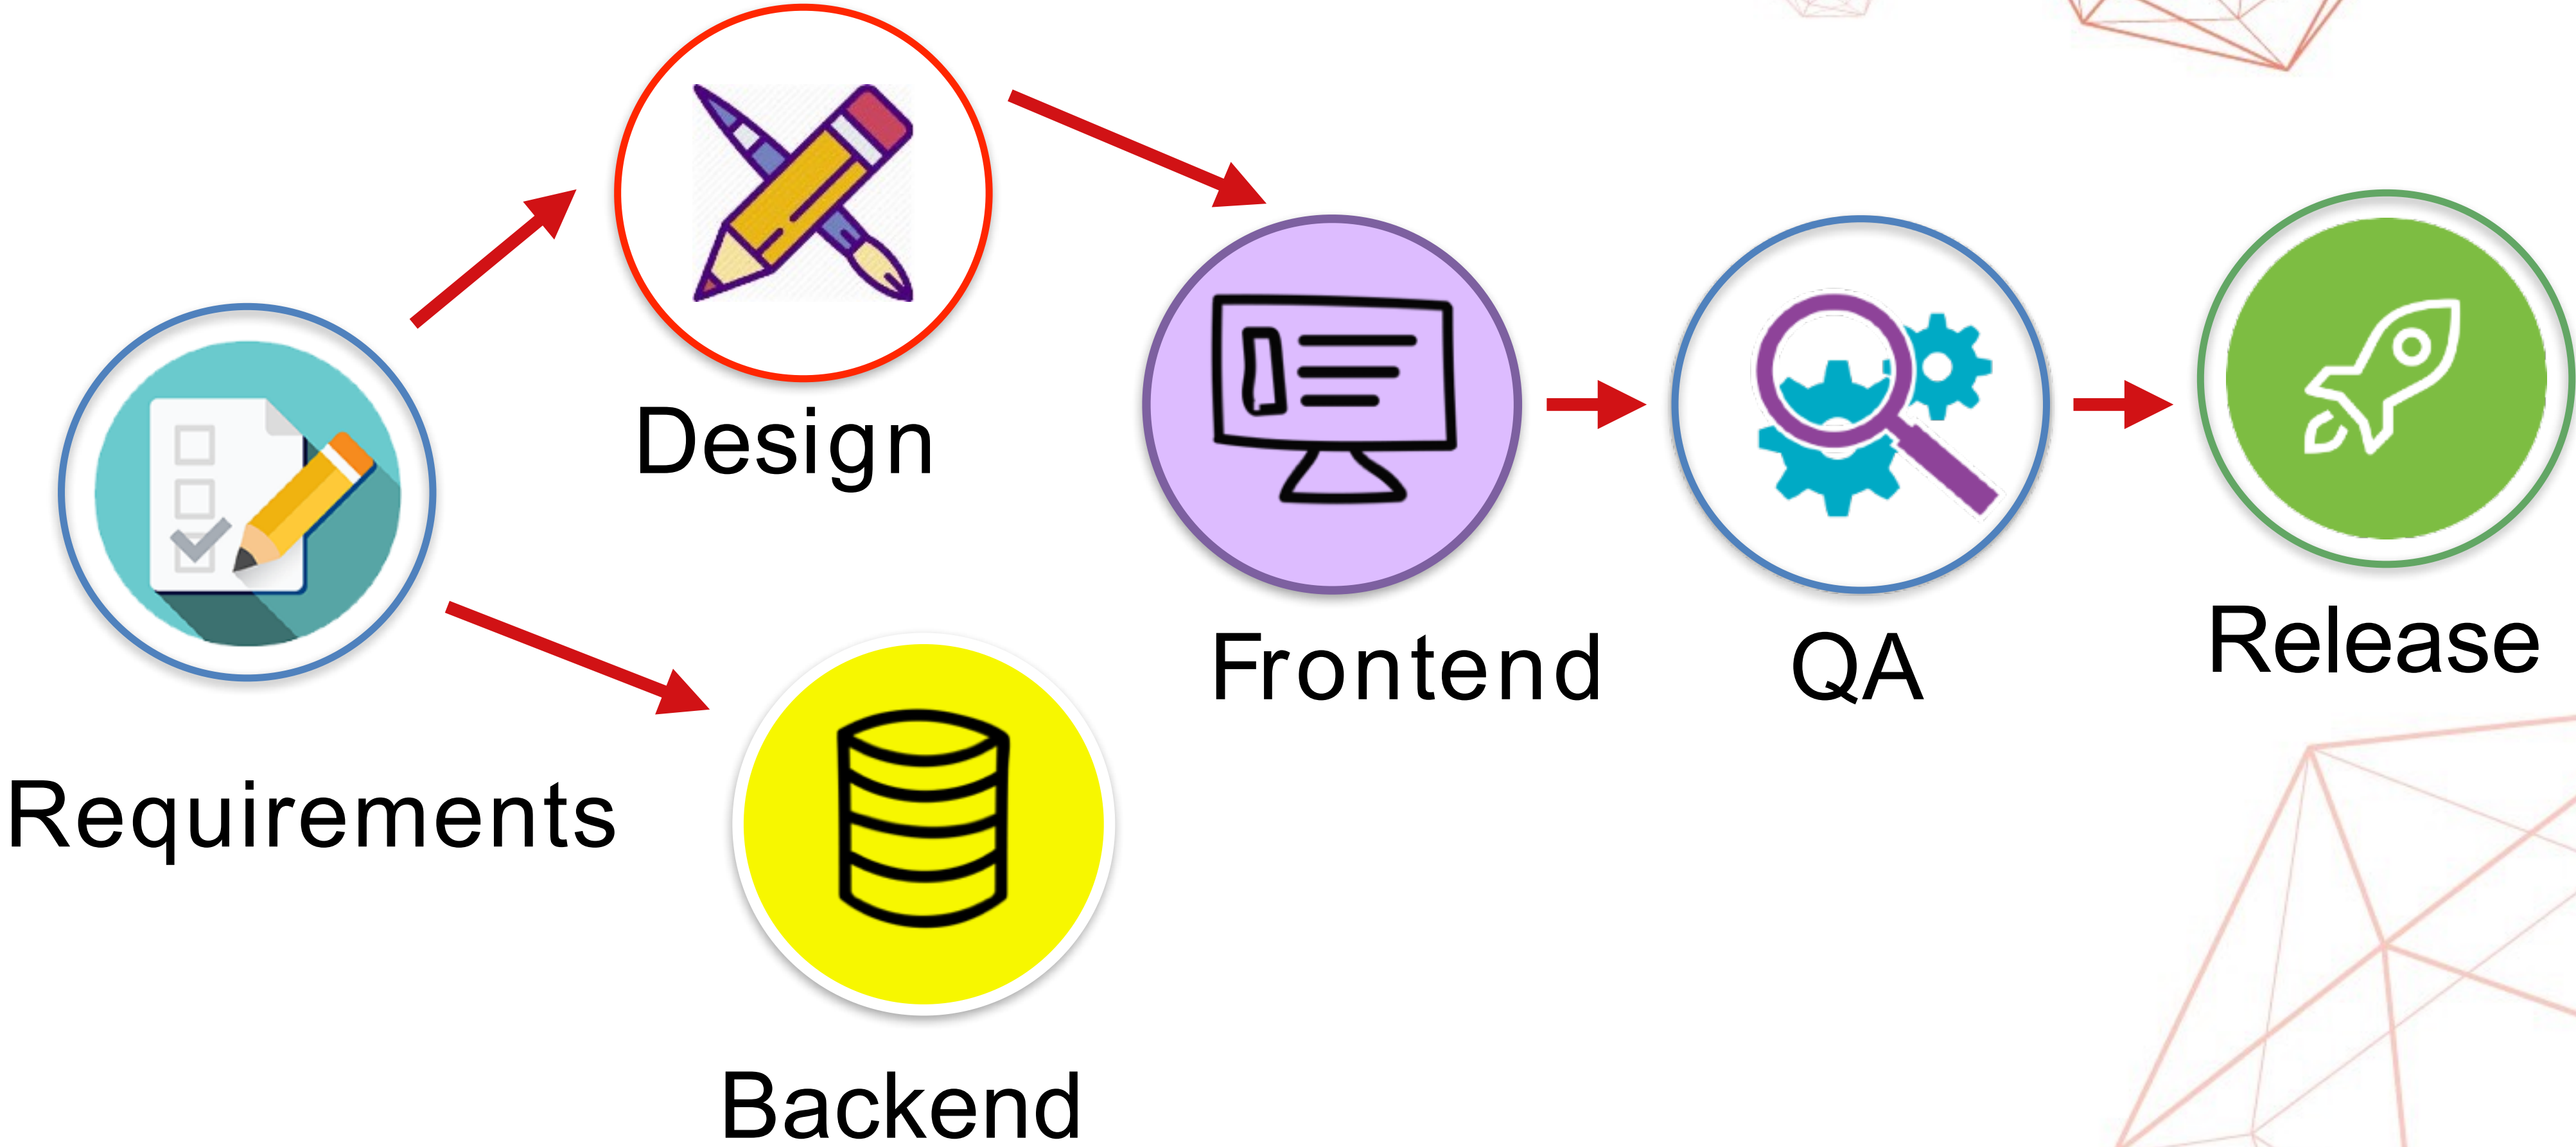 Design
Requirements
Backend
Frontend
QA
Release